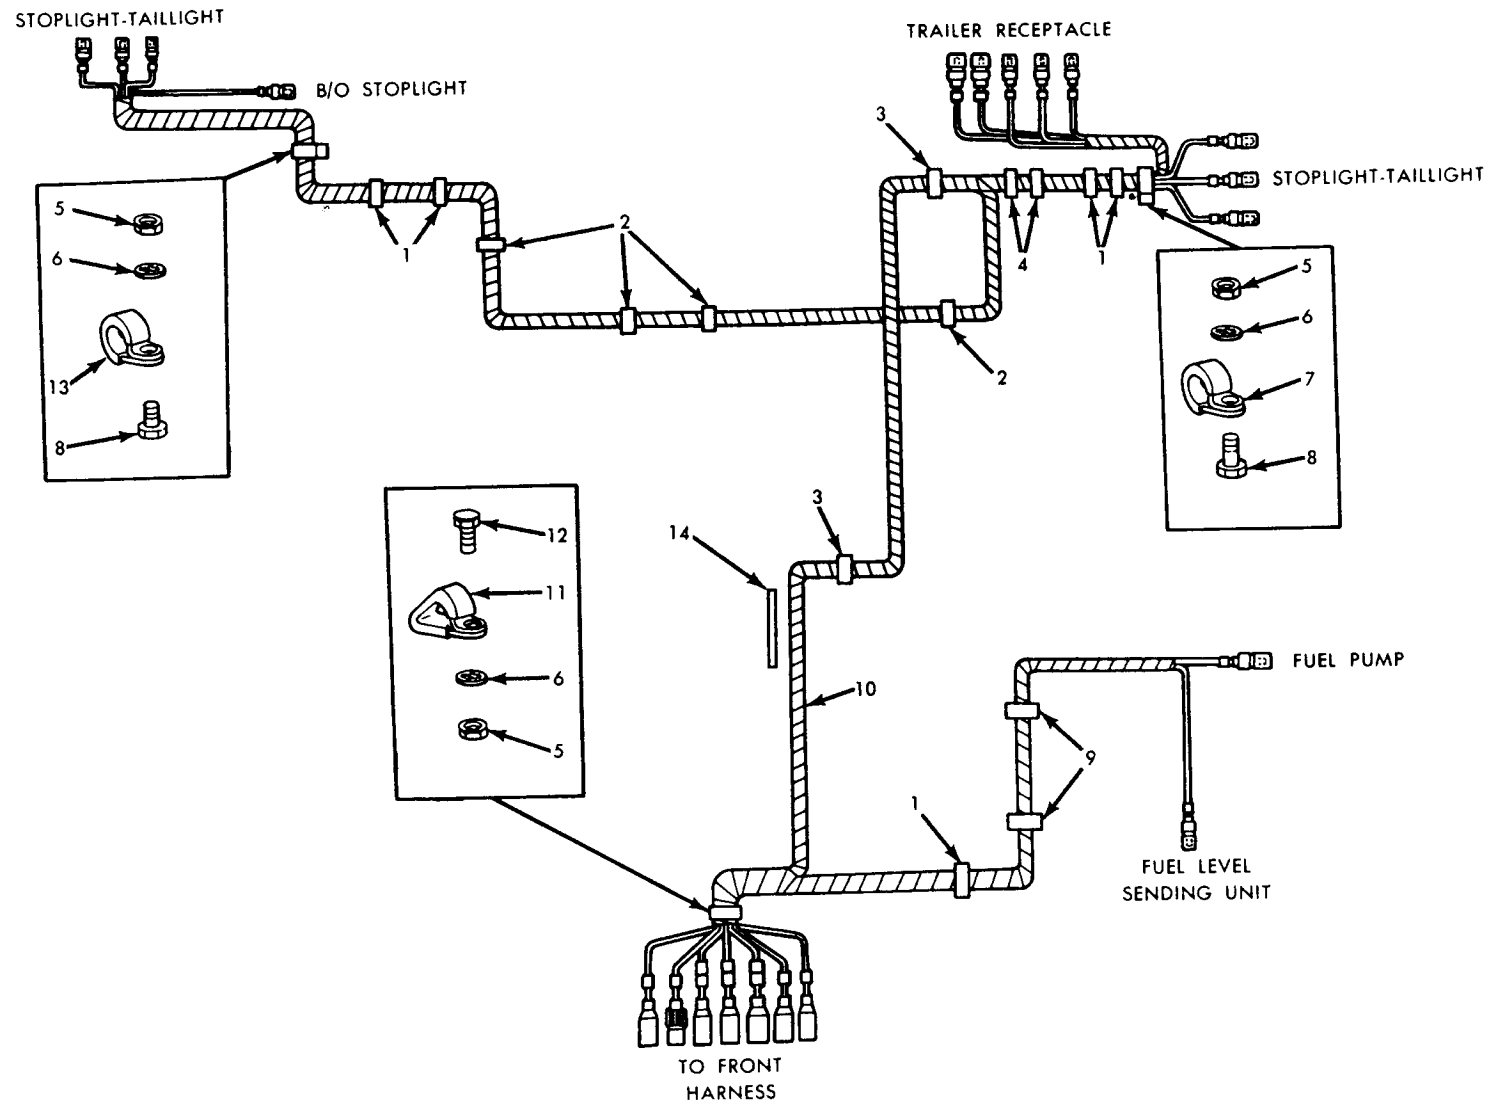 STOPLIGHT-TAILLIGHT
B/O STOPLIGHT
TRAILER RECEPTACLE
STOPLIGHT-TAILLIGHT
3
5
6
13
8
1
2
4
1
2
5
6
7
8
12
11
6
5
14
3
10
9
1
FUEL PUMP
FUEL LEVEL
SENDING UNIT
TO FRONT
HARNESS